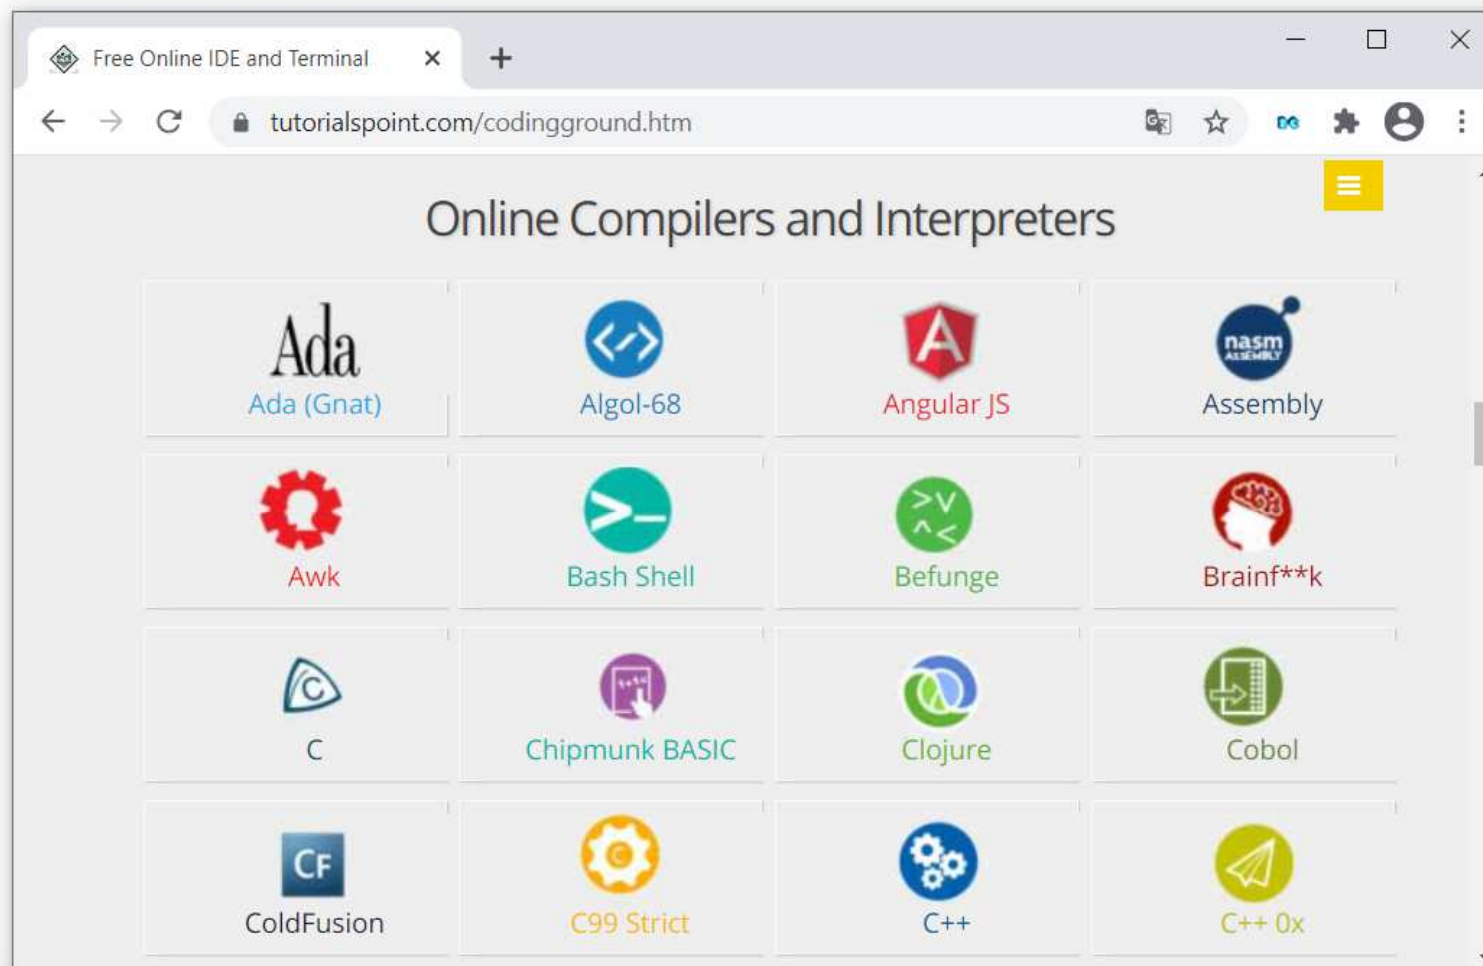 Free Online IDE and Terminal
tutorialspoint.com/codingground.htm
Online Compilers and Interpreters
Ada
nasm
ASSEMBLY
Ada (Gnat)
Algol-68
Angular JS
Assembly
Awk
Bash Shell
Befunge
Brainf**k
C
Chipmunk BASIC
Clojure
Cobol
CF
ColdFusion
C99 Strict
C++
C++ 0x